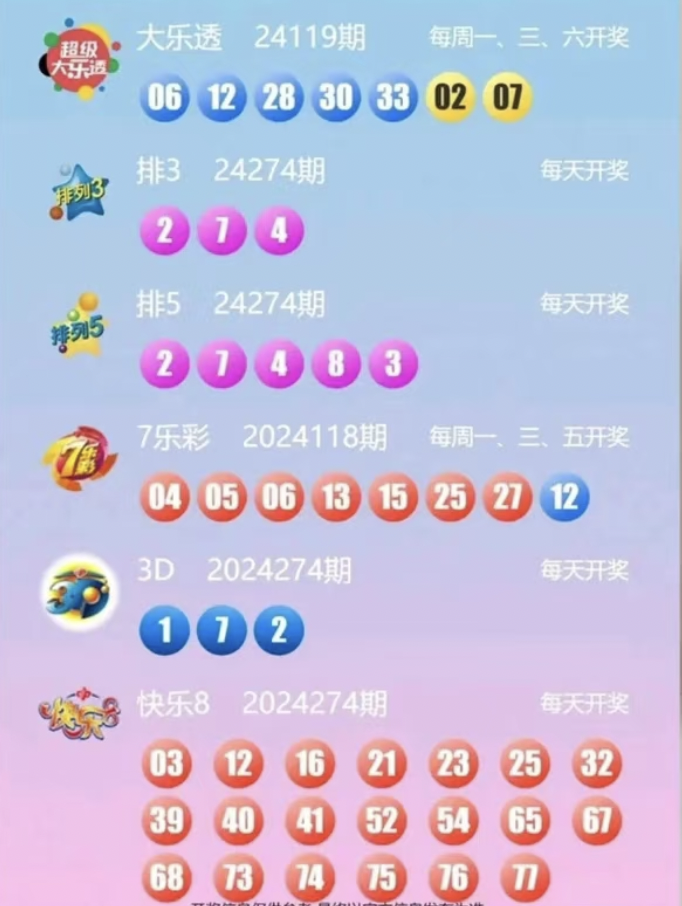 超级
大乐透
大乐透 24119期 每周一、三、六开奖
06 12 28 30 33 02 07
排列3
排3 24274期 每天开奖
2 7 4
排列5
排5 24274期 每天开奖
2 7 4 8 3
7乐彩
7乐彩 2024118期 每周一、三、五开奖
04 05 06 13 15 25 27 12
3D
3D 2024274期 每天开奖
1 7 2
快乐8 2024274期 每天开奖
03 12 16 21 23 25 32
39 40 41 52 54 65 67
68 73 74 75 76 77